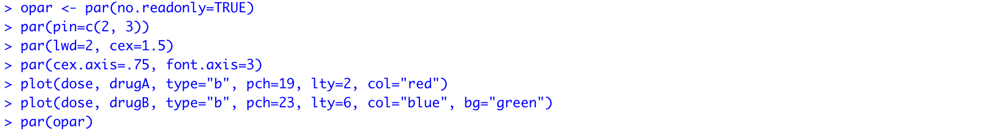 > opar <- par(no.readonly=TRUE)
> par(pin=c(2, 3))
> par(lwd=2, cex=1.5)
> par(cex.axis=.75, font.axis=3)
> plot(dose, drugA, type="b", pch=19, lty=2, col="red")
> plot(dose, drugB, type="b", pch=23, lty=6, col="blue", bg="green")
> par(opar)